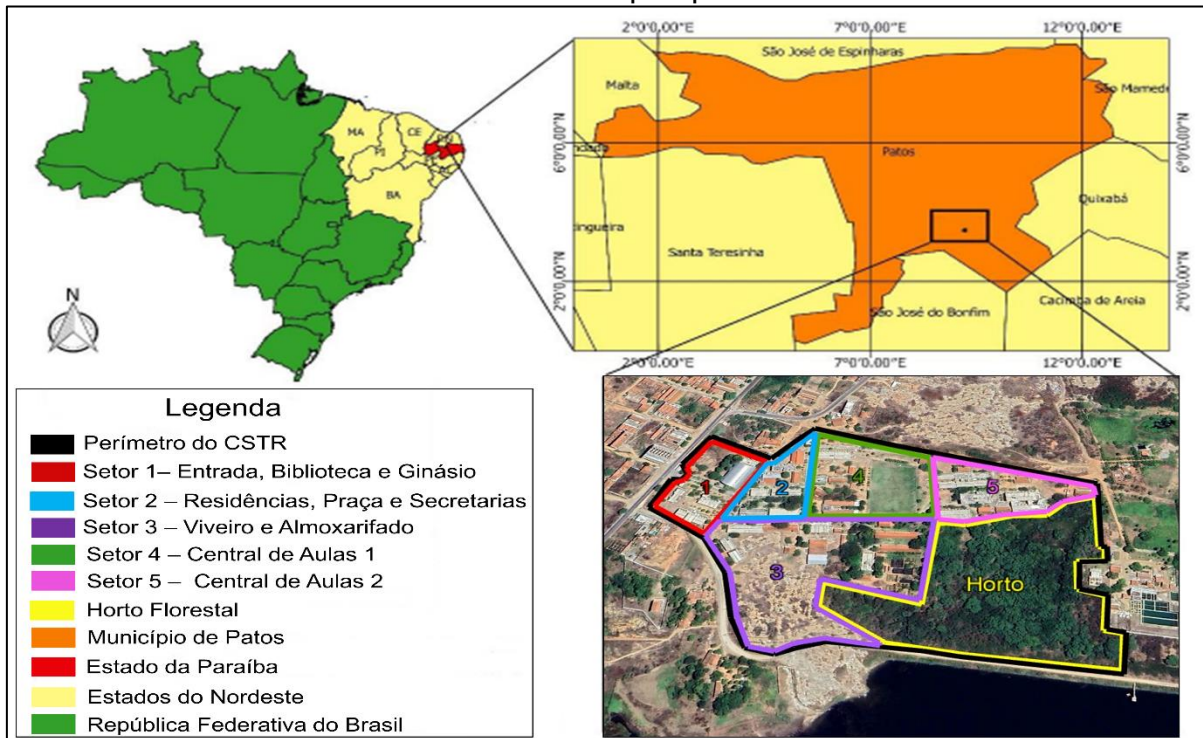 2°0'0.00"E
7°0'0.00"E
12°0'0.00"E
São José de Espinharas
Malta
São Mamede
MA
CE
RN
PI
BA
6°0'0.00"N
6°0'0.00"N
Patos
Quixabá
Santa Teresinha
2°0'0.00"N
2°0'0.00"N
Cacimba de Areia
São José do Bonfim
N
2°0'0.00"E
7°0'0.00"E
12°0'0.00"E
Legenda
Perímetro do CSTR
Setor 1– Entrada, Biblioteca e Ginásio
Setor 2 – Residências, Praça e Secretarias
Setor 3 – Viveiro e Almoxarifado
Setor 4 – Central de Aulas 1
Setor 5 – Central de Aulas 2
Horto Florestal
Município de Patos
Estado da Paraíba
Estados do Nordeste
República Federativa do Brasil
1
2
4
5
3
Horto